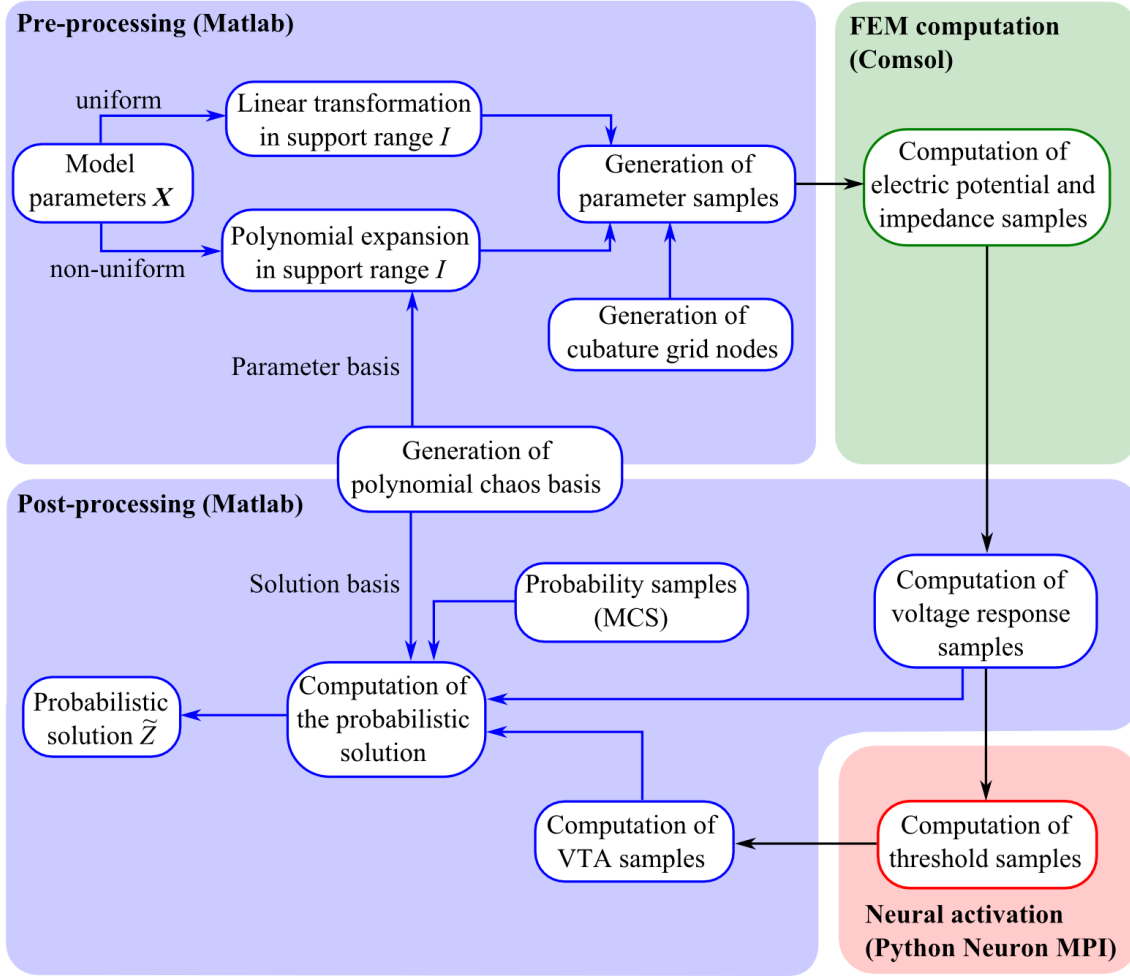 Pre-processing (Matlab)
uniform
Linear transformation
in support range I
Model
parameters X
non-uniform
Polynomial expansion
in support range I
Generation of
parameter samples
Generation of
cubature grid nodes
Parameter basis
Generation of
polynomial chaos basis
FEM computation
(Comsol)
Computation of
electric potential and
impedance samples
Post-processing (Matlab)
Solution basis
Probability samples
(MCS)
Computation of
voltage response
samples
Computation of
the probabilistic
solution
Probabilistic
solution Z̃
Computation of
VTA samples
Computation of
threshold samples
Neural activation
(Python Neuron MPI)